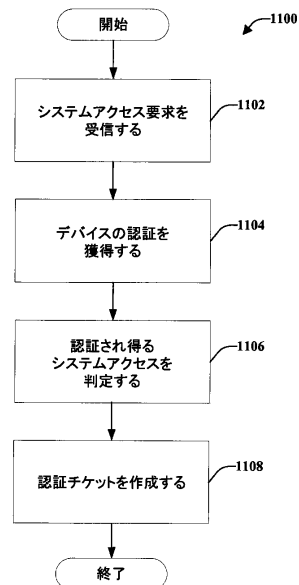 開始
1100
システムアクセス要求を
受信する
1102
デバイスの認証を
獲得する
1104
認証され得る
システムアクセスを
判定する
1106
認証チケットを作成する
1108
終了